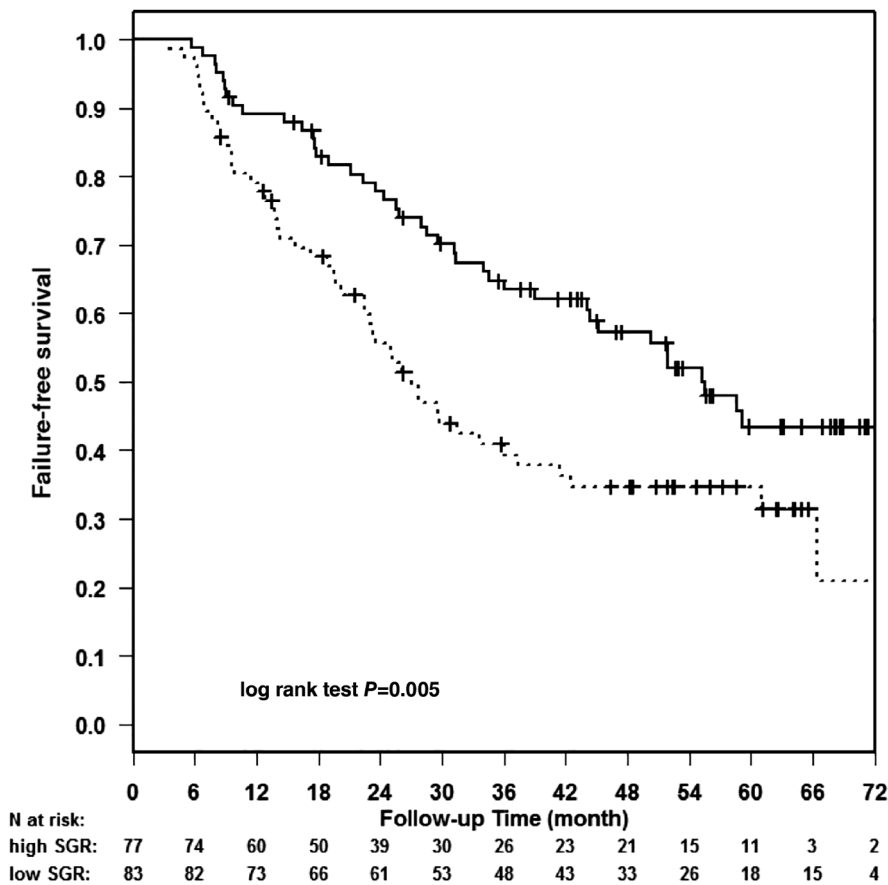 1.0
0.9
0.8
0.7
0.6
0.5
0.4
0.3
0.2
0.1
0.0
Failure-free survival
log rank test P=0.005
0 6 12 18 24 30 36 42 48 54 60 66 72
Follow-up Time (month)
N at risk:
high SGR: 77 74 60 50 39 30 26 23 21 15 11 3 2
low SGR: 83 82 73 66 61 53 48 43 33 26 18 15 4